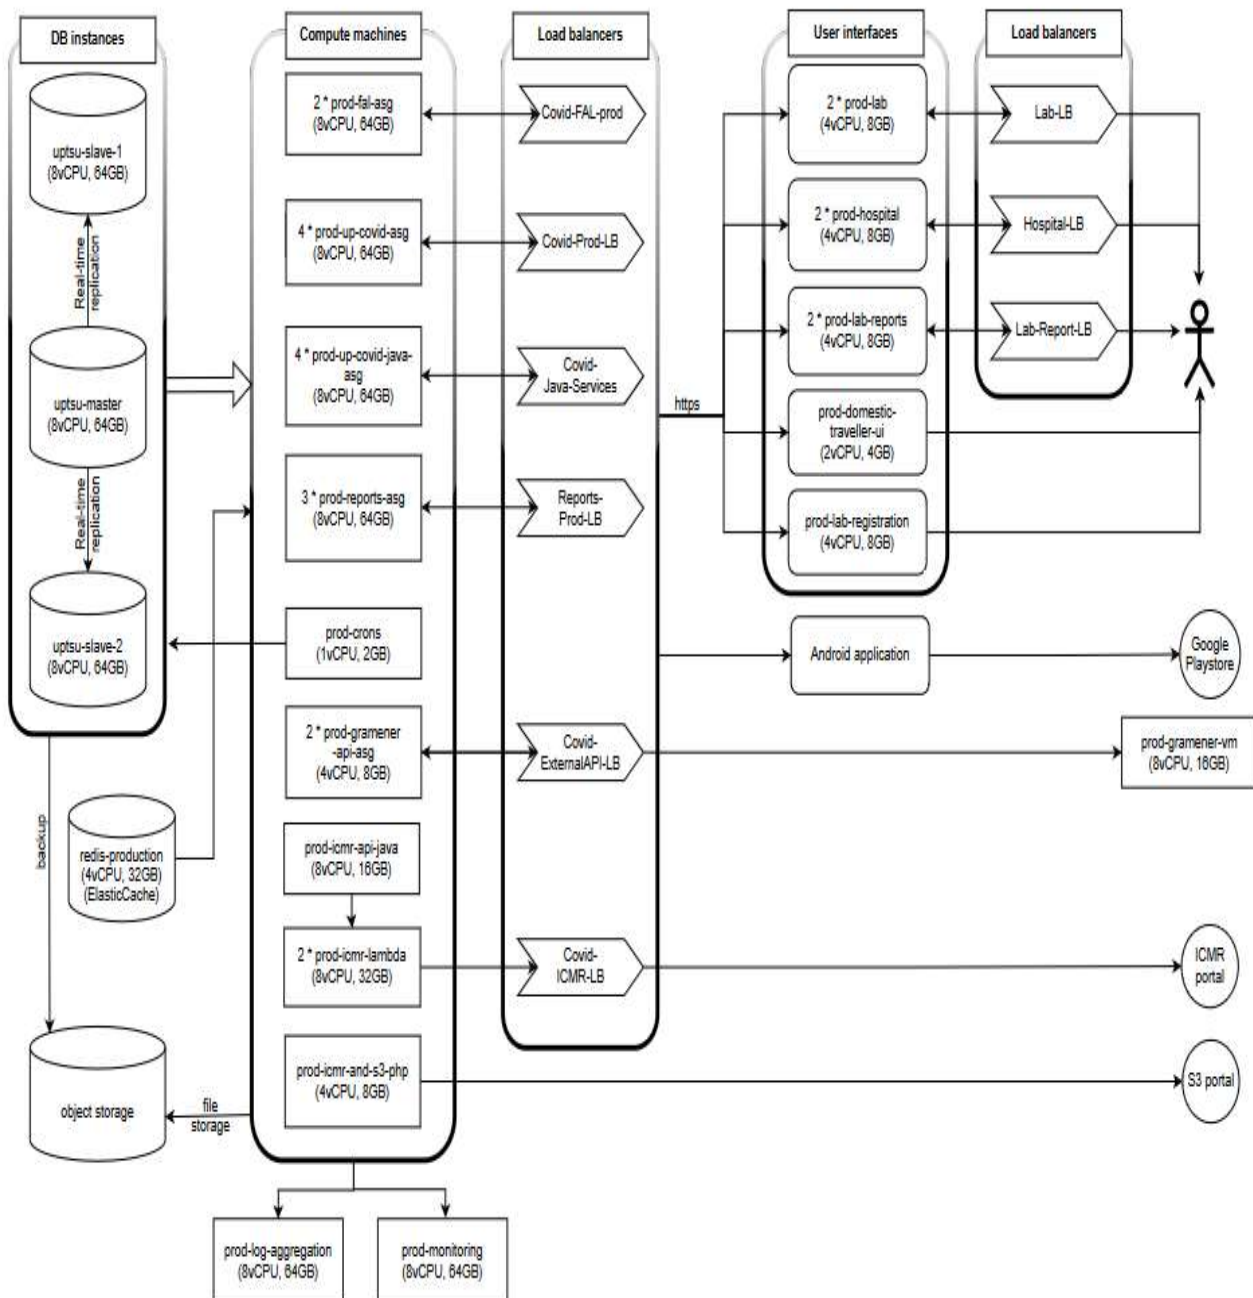 DB instances
uptsu-slave-1
(8vCPU, 64GB)
Real-time
replication
uptsu-master
(8vCPU, 64GB)
Real-time
replication
uptsu-slave-2
(8vCPU, 64GB)
backup
redis-production
(4vCPU, 32GB)
(ElasticCache)
object storage
file
storage
Compute machines
2 * prod-fal-asg
(8vCPU, 64GB)
4 * prod-up-covid-asg
(8vCPU, 64GB)
4 * prod-up-covid-java-
asg
(8vCPU, 64GB)
3 * prod-reports-asg
(8vCPU, 64GB)
prod-crons
(1vCPU, 2GB)
2 * prod-gramener
-api-asg
(4vCPU, 8GB)
prod-icmr-api-java
(8vCPU, 16GB)
2 * prod-icmr-lambda
(8vCPU, 32GB)
prod-icmr-and-s3-php
(4vCPU, 8GB)
prod-log-aggregation
(8vCPU, 64GB)
prod-monitoring
(8vCPU, 64GB)
Load balancers
Covid-FAL-prod
Covid-Prod-LB
Covid-
Java-Services
Reports-
Prod-LB
Covid-
ExternalAPI-LB
Covid-
ICMR-LB
https
User interfaces
2 * prod-lab
(4vCPU, 8GB)
2 * prod-hospital
(4vCPU, 8GB)
2 * prod-lab-reports
(4vCPU, 8GB)
prod-domestic-
traveller-ui
(2vCPU, 4GB)
prod-lab-registration
(4vCPU, 8GB)
Android application
Load balancers
Lab-LB
Hospital-LB
Lab-Report-LB
Google
Playstore
prod-gramener-vm
(8vCPU, 16GB)
ICMR
portal
S3 portal